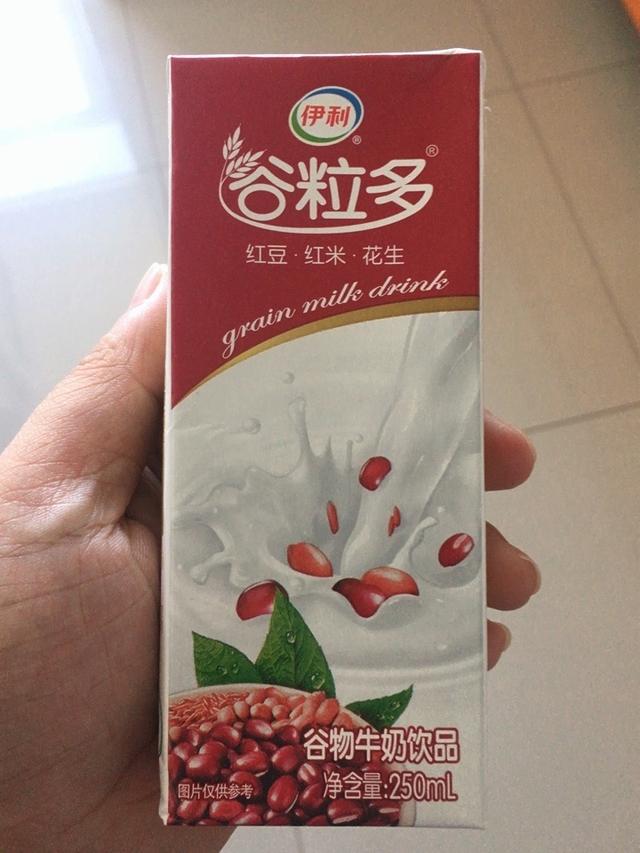 伊利®
谷粒多®
红豆·红米·花生
grain milk drink
谷物牛奶饮品
图片仅供参考
净含量:250mL